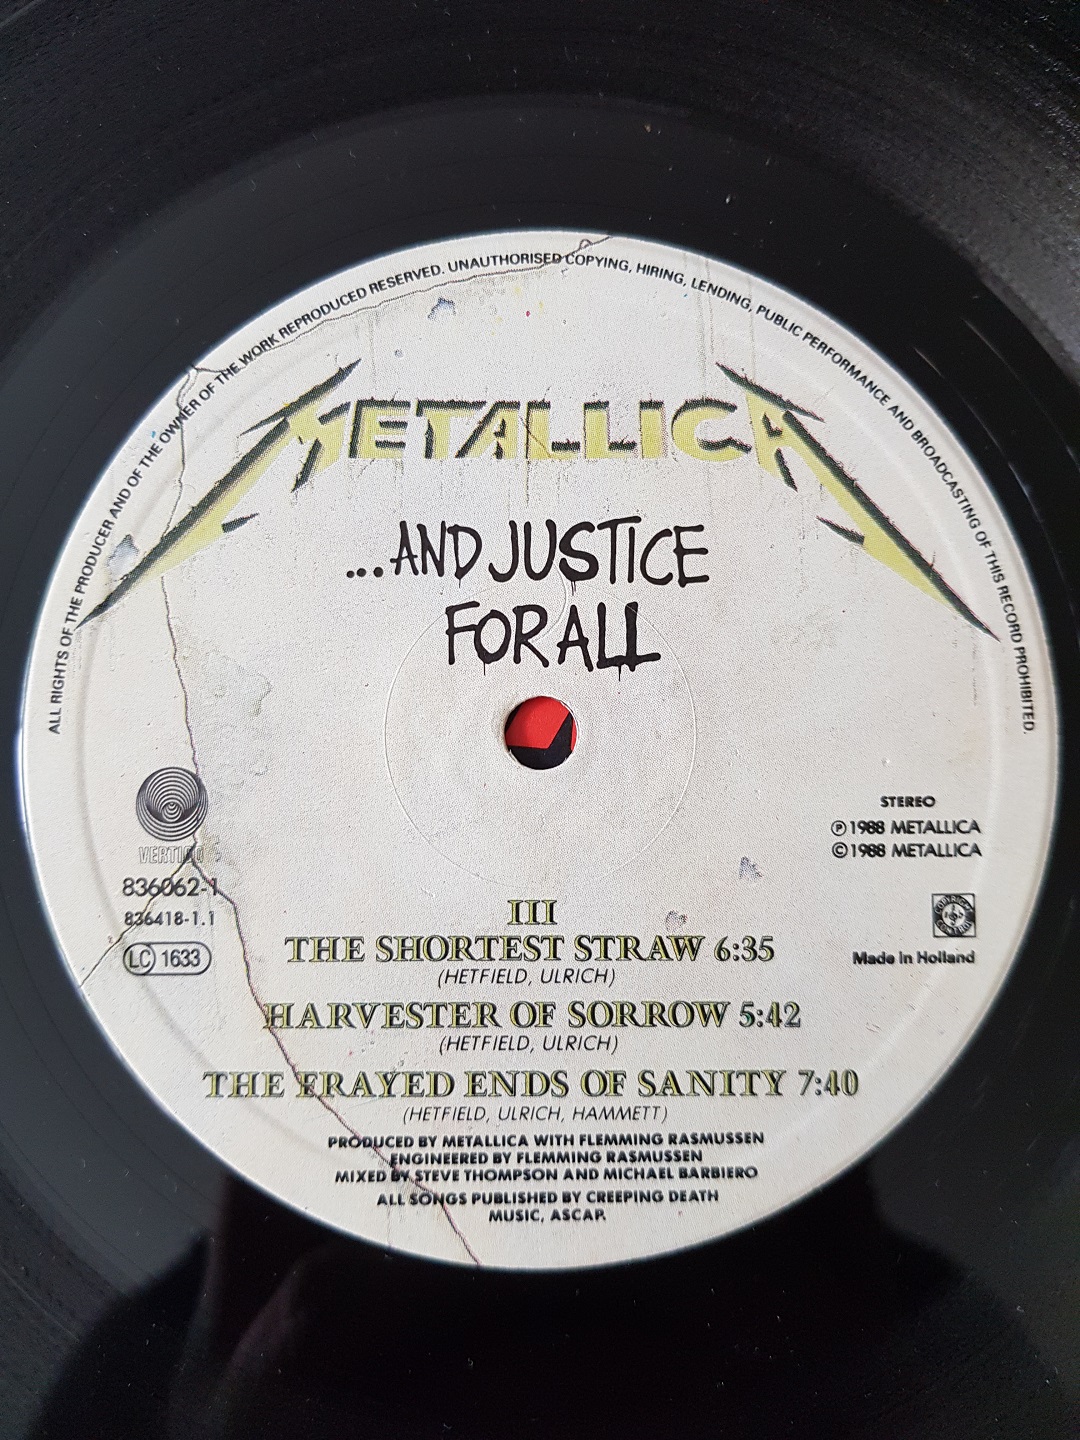 ALL RIGHTS OF THE PRODUCER AND OF THE OWNER OF THE WORK REPRODUCED RESERVED. UNAUTHORISED COPYING, HIRING, LENDING, PUBLIC PERFORMANCE AND BROADCASTING OF THIS RECORD PROHIBITED.
METALLICA
...AND JUSTICE
FOR ALL
VERTIGO
836062-1
836418-1.1
LC 1633
STEREO
℗ 1988 METALLICA
© 1988 METALLICA
COPYRIGHT CONTROL
Made in Holland
III
THE SHORTEST STRAW 6:35
(HETFIELD, ULRICH)
HARVESTER OF SORROW 5:42
(HETFIELD, ULRICH)
THE FRAYED ENDS OF SANITY 7:40
(HETFIELD, ULRICH, HAMMETT)
PRODUCED BY METALLICA WITH FLEMMING RASMUSSEN
ENGINEERED BY FLEMMING RASMUSSEN
MIXED BY STEVE THOMPSON AND MICHAEL BARBIERO
ALL SONGS PUBLISHED BY CREEPING DEATH
MUSIC, ASCAP.